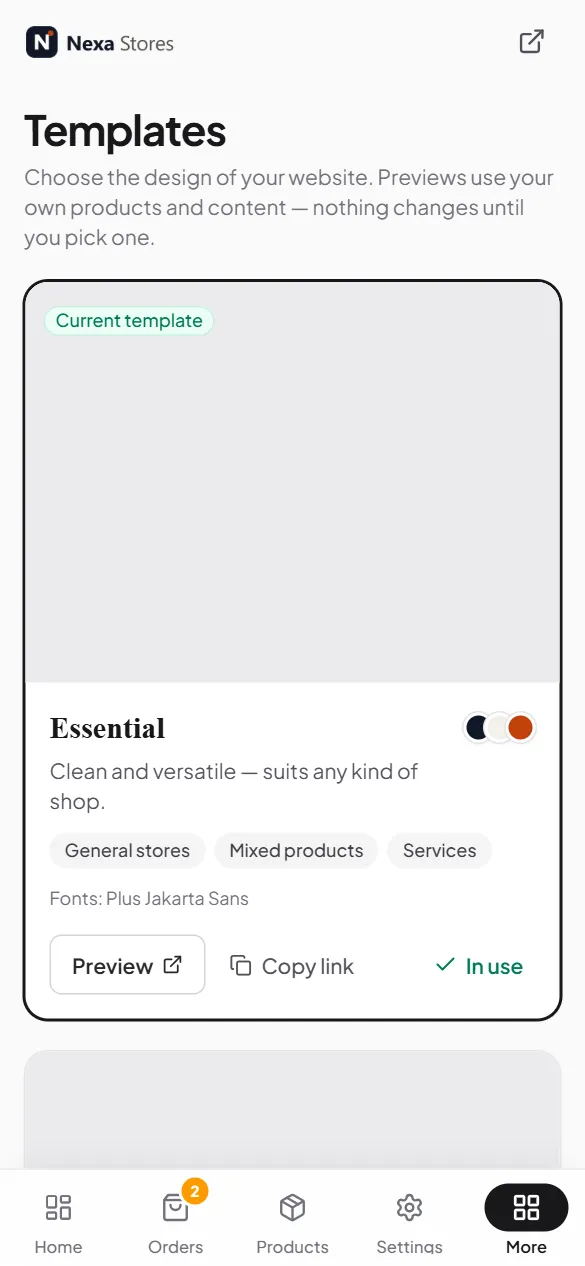 N Nexa Stores
Templates
Choose the design of your website. Previews use your
own products and content — nothing changes until
you pick one.
Current template
Essential
Clean and versatile — suits any kind of
shop.
General stores Mixed products Services
Fonts: Plus Jakarta Sans
Preview Copy link In use
2
Home Orders Products Settings More